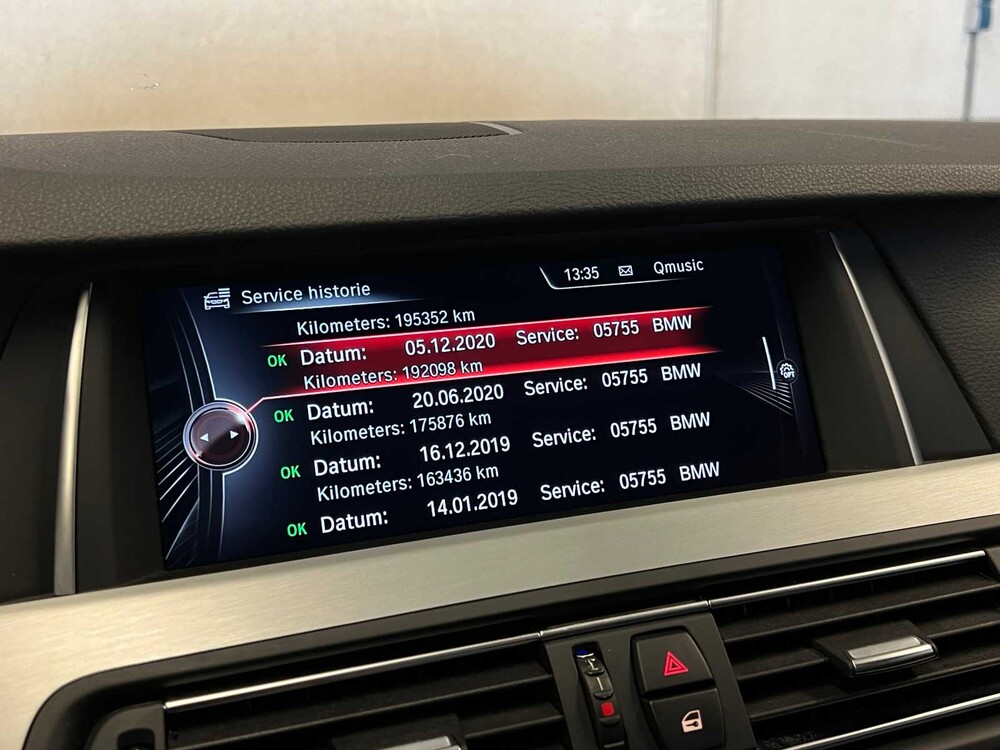 Service historie
13:35 Qmusic
Kilometers: 195352 km
OK Datum: 05.12.2020 Service: 05755 BMW
Kilometers: 192098 km
OK Datum: 20.06.2020 Service: 05755 BMW
Kilometers: 175876 km
OK Datum: 16.12.2019 Service: 05755 BMW
Kilometers: 163436 km
OK Datum: 14.01.2019 Service: 05755 BMW
OPT